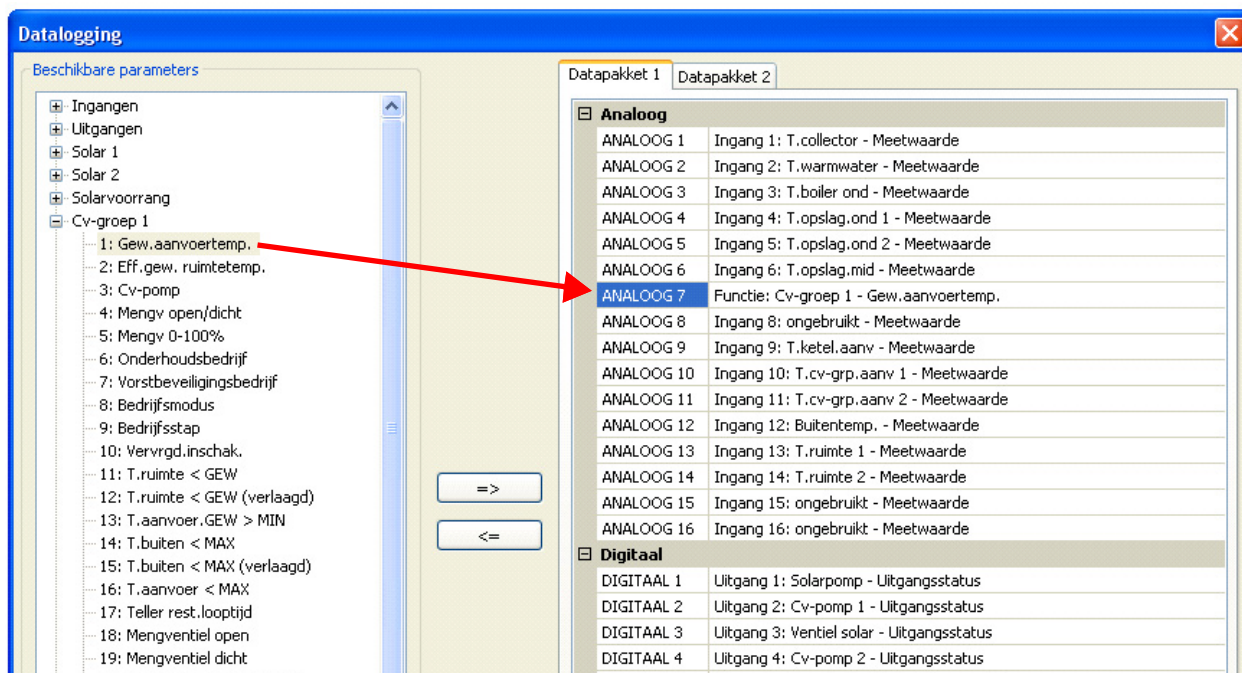 Datalogging
Beschikbare parameters
Ingangen
Uitgangen
Solar 1
Solar 2
Solarvoorrang
Cv-groep 1
1: Gew.aanvoertemp.
2: Eff.gew. ruimtetemp.
3: Cv-pomp
4: Mengv open/dicht
5: Mengv 0-100%
6: Onderhoudsbedrijf
7: Vorstbeveiligingsbedrijf
8: Bedrijfsmodus
9: Bedrijfsstap
10: Vervrgd.inschak.
11: T.ruimte < GEW
12: T.ruimte < GEW (verlaagd)
13: T.aanvoer.GEW > MIN
14: T.buiten < MAX
15: T.buiten < MAX (verlaagd)
16: T.aanvoer < MAX
17: Teller rest.looptijd
18: Mengventiel open
19: Mengventiel dicht
=>
<=
Datapakket 1 Datapakket 2
Analoog
ANALOOG 1 Ingang 1: T.collector - Meetwaarde
ANALOOG 2 Ingang 2: T.warmwater - Meetwaarde
ANALOOG 3 Ingang 3: T.boiler ond - Meetwaarde
ANALOOG 4 Ingang 4: T.opslag.ond 1 - Meetwaarde
ANALOOG 5 Ingang 5: T.opslag.ond 2 - Meetwaarde
ANALOOG 6 Ingang 6: T.opslag.mid - Meetwaarde
ANALOOG 7 Functie: Cv-groep 1 - Gew.aanvoertemp.
ANALOOG 8 Ingang 8: ongebruikt - Meetwaarde
ANALOOG 9 Ingang 9: T.ketel.aanv - Meetwaarde
ANALOOG 10 Ingang 10: T.cv-grp.aanv 1 - Meetwaarde
ANALOOG 11 Ingang 11: T.cv-grp.aanv 2 - Meetwaarde
ANALOOG 12 Ingang 12: Buitentemp. - Meetwaarde
ANALOOG 13 Ingang 13: T.ruimte 1 - Meetwaarde
ANALOOG 14 Ingang 14: T.ruimte 2 - Meetwaarde
ANALOOG 15 Ingang 15: ongebruikt - Meetwaarde
ANALOOG 16 Ingang 16: ongebruikt - Meetwaarde
Digitaal
DIGITAAL 1 Uitgang 1: Solarpomp - Uitgangsstatus
DIGITAAL 2 Uitgang 2: Cv-pomp 1 - Uitgangsstatus
DIGITAAL 3 Uitgang 3: Ventiel solar - Uitgangsstatus
DIGITAAL 4 Uitgang 4: Cv-pomp 2 - Uitgangsstatus